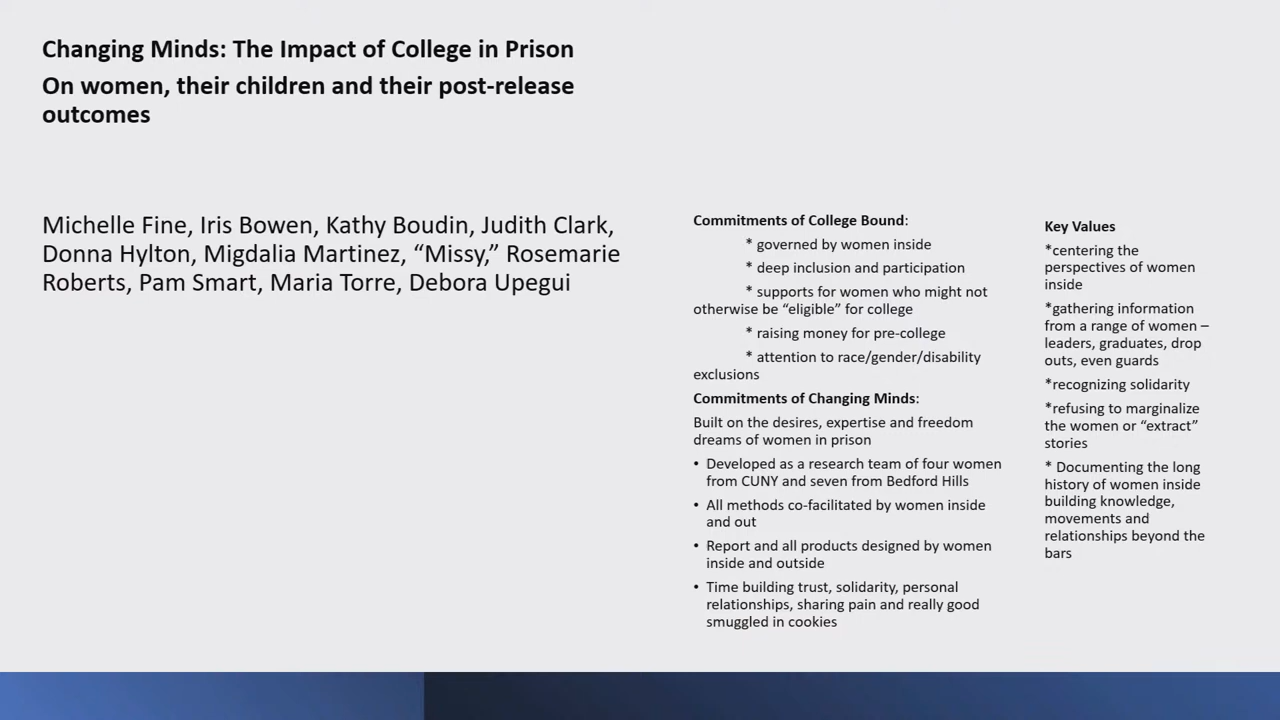 Changing Minds: The Impact of College in Prison
On women, their children and their post-release
outcomes
Michelle Fine, Iris Bowen, Kathy Boudin, Judith Clark,
Donna Hylton, Migdalia Martinez, “Missy,” Rosemarie
Roberts, Pam Smart, Maria Torre, Debora Upegui
Commitments of College Bound:
* governed by women inside
* deep inclusion and participation
* supports for women who might not
otherwise be “eligible” for college
* raising money for pre-college
* attention to race/gender/disability
exclusions
Commitments of Changing Minds:
Built on the desires, expertise and freedom
dreams of women in prison
• Developed as a research team of four women
from CUNY and seven from Bedford Hills
• All methods co-facilitated by women inside
and out
• Report and all products designed by women
inside and outside
• Time building trust, solidarity, personal
relationships, sharing pain and really good
smuggled in cookies
Key Values
*centering the
perspectives of women
inside
*gathering information
from a range of women –
leaders, graduates, drop
outs, even guards
*recognizing solidarity
*refusing to marginalize
the women or “extract”
stories
* Documenting the long
history of women inside
building knowledge,
movements and
relationships beyond the
bars